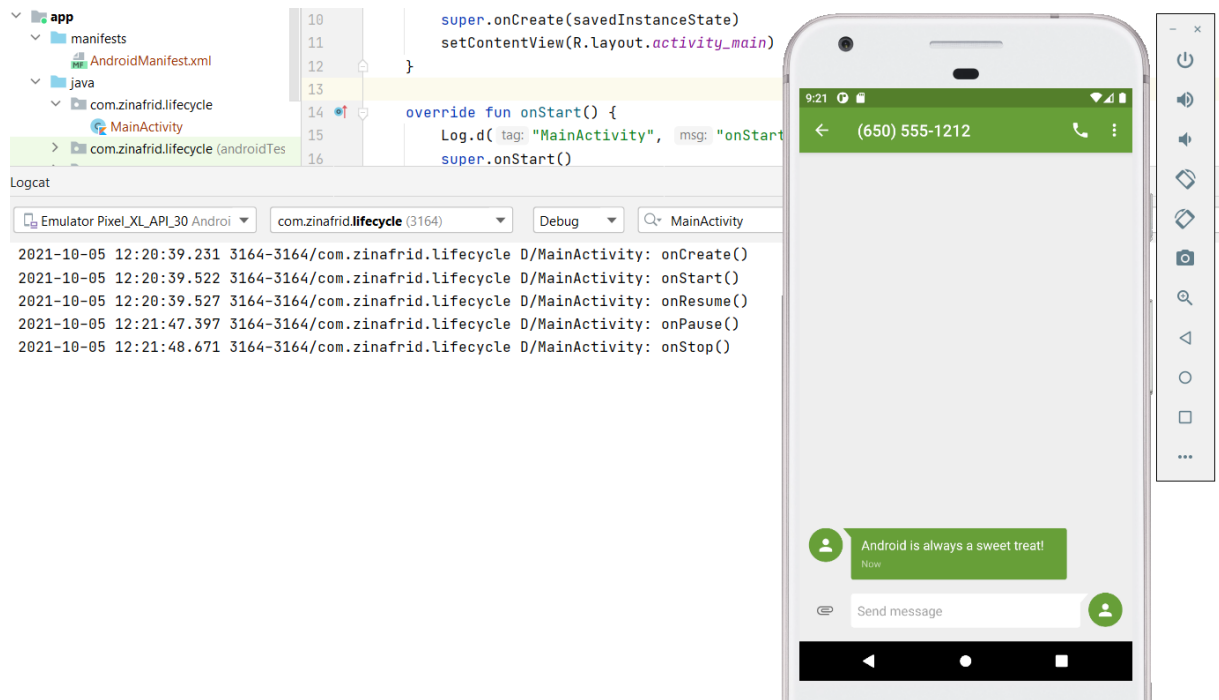 app
manifests
AndroidManifest.xml
java
com.zinafrid.lifecycle
MainActivity
com.zinafrid.lifecycle (androidTes
10 super.onCreate(savedInstanceState)
11 setContentView(R.layout.activity_main)
12 }
13
14 override fun onStart() {
15 Log.d( tag: "MainActivity", msg: "onStart
16 super.onStart()
Logcat
Emulator Pixel_XL_API_30 Androi
com.zinafrid.lifecycle (3164)
Debug
MainActivity
2021-10-05 12:20:39.231 3164-3164/com.zinafrid.lifecycle D/MainActivity: onCreate()
2021-10-05 12:20:39.522 3164-3164/com.zinafrid.lifecycle D/MainActivity: onStart()
2021-10-05 12:20:39.527 3164-3164/com.zinafrid.lifecycle D/MainActivity: onResume()
2021-10-05 12:21:47.397 3164-3164/com.zinafrid.lifecycle D/MainActivity: onPause()
2021-10-05 12:21:48.671 3164-3164/com.zinafrid.lifecycle D/MainActivity: onStop()
9:21
(650) 555-1212
Android is always a sweet treat!
Now
Send message